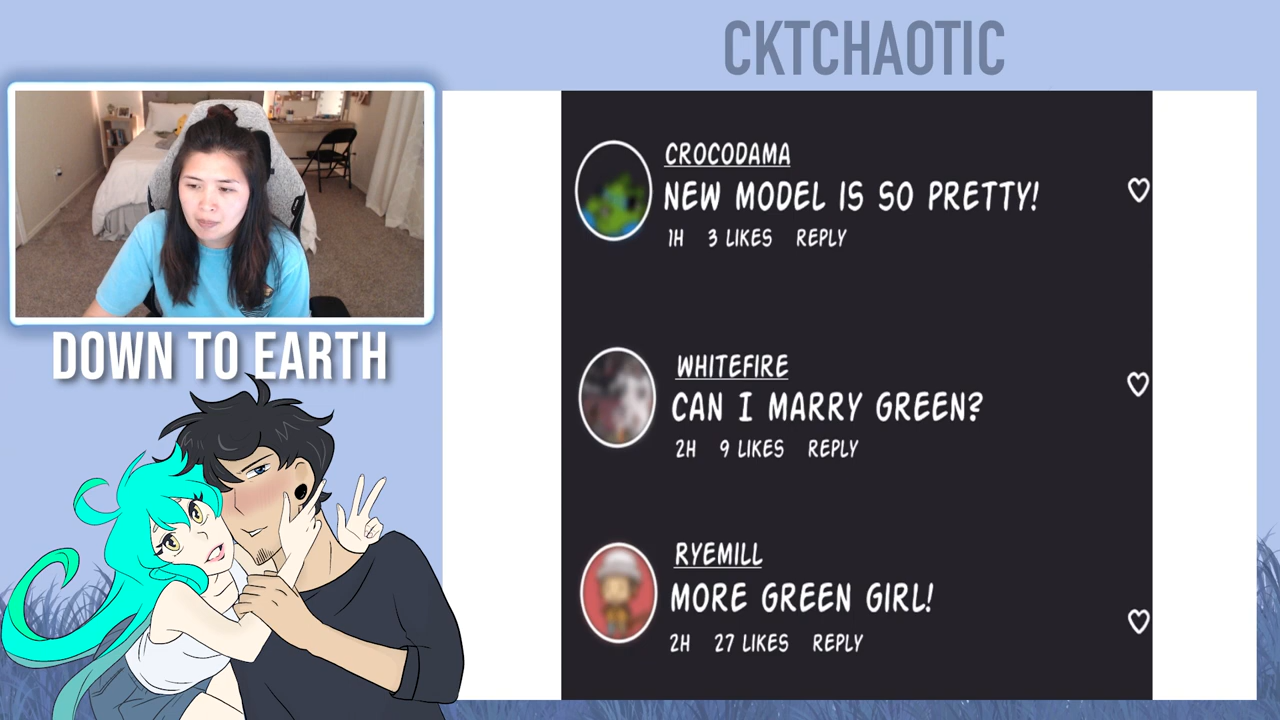 CKTCHAOTIC
DOWN TO EARTH
CROCODAMA
NEW MODEL IS SO PRETTY!
1H 3 LIKES REPLY
WHITEFIRE
CAN I MARRY GREEN?
2H 9 LIKES REPLY
RYEMILL
MORE GREEN GIRL!
2H 27 LIKES REPLY